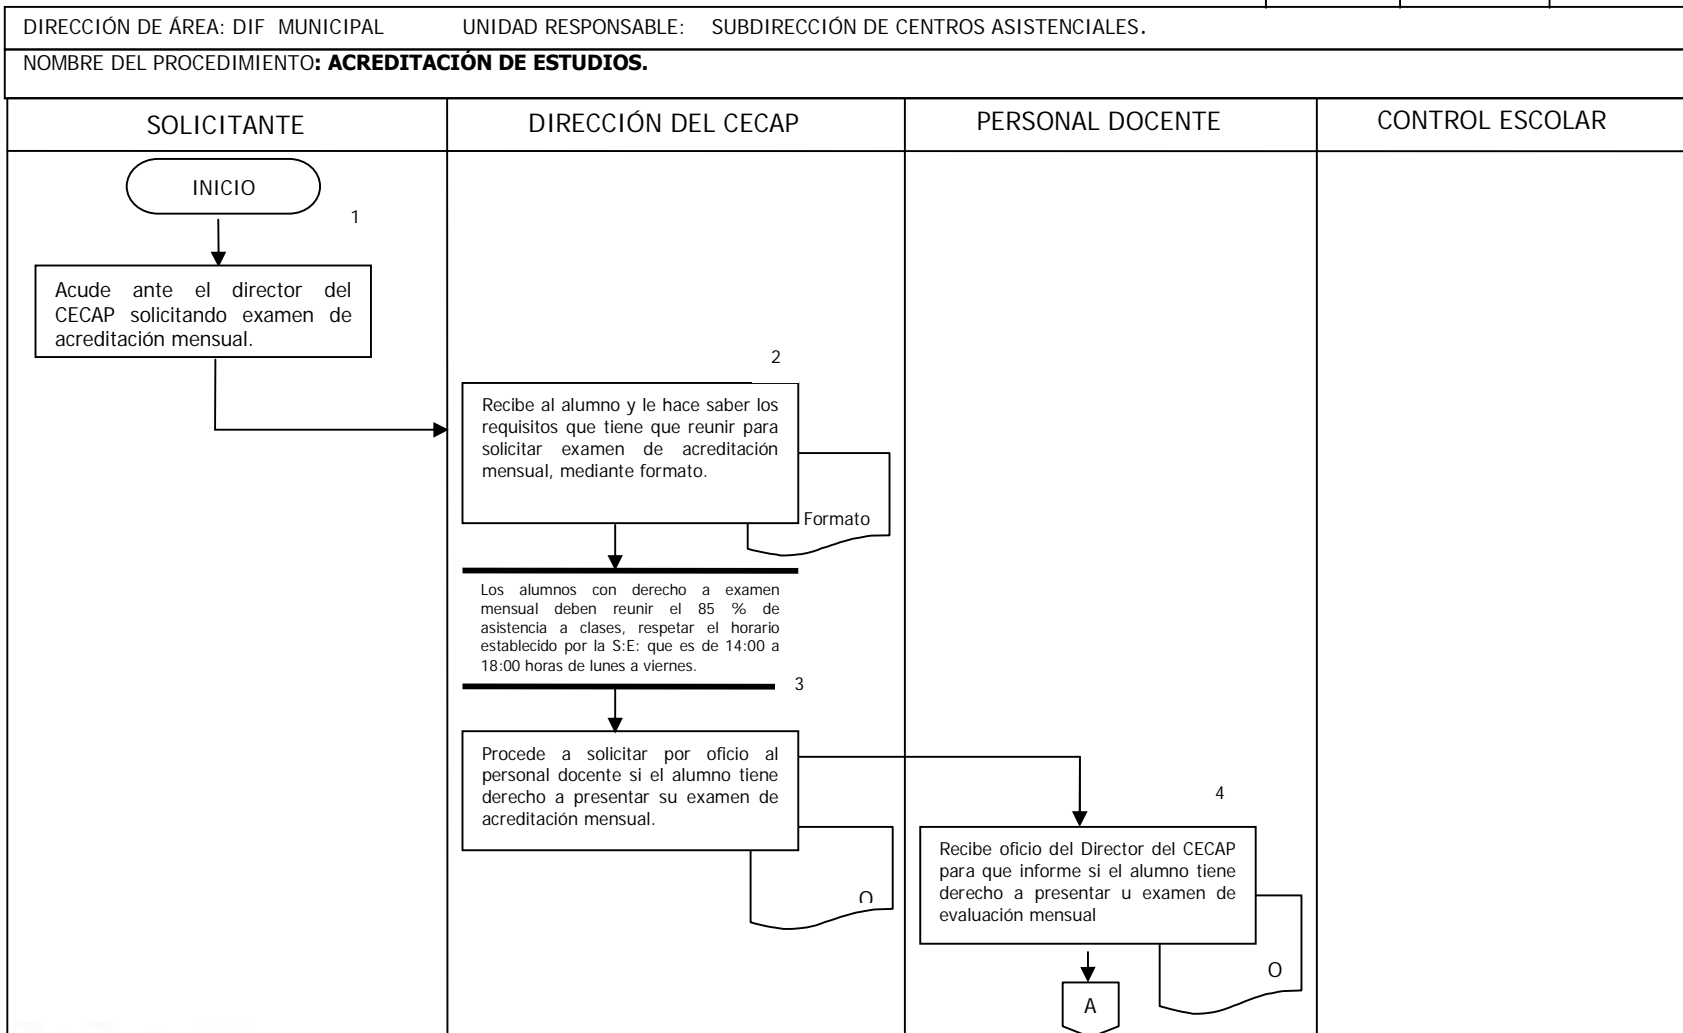 DIRECCIÓN DE ÁREA: DIF MUNICIPAL UNIDAD RESPONSABLE: SUBDIRECCIÓN DE CENTROS ASISTENCIALES.
NOMBRE DEL PROCEDIMIENTO: ACREDITACIÓN DE ESTUDIOS.
SOLICITANTE
DIRECCIÓN DEL CECAP
PERSONAL DOCENTE
CONTROL ESCOLAR
INICIO
1
Acude ante el director del
CECAP solicitando examen de
acreditación mensual.
2
Recibe al alumno y le hace saber los
requisitos que tiene que reunir para
solicitar examen de acreditación
mensual, mediante formato.
Formato
Los alumnos con derecho a examen
mensual deben reunir el 85 % de
asistencia a clases, respetar el horario
establecido por la S:E: que es de 14:00 a
18:00 horas de lunes a viernes.
3
Procede a solicitar por oficio al
personal docente si el alumno tiene
derecho a presentar su examen de
acreditación mensual.
O
4
Recibe oficio del Director del CECAP
para que informe si el alumno tiene
derecho a presentar u examen de
evaluación mensual
O
A